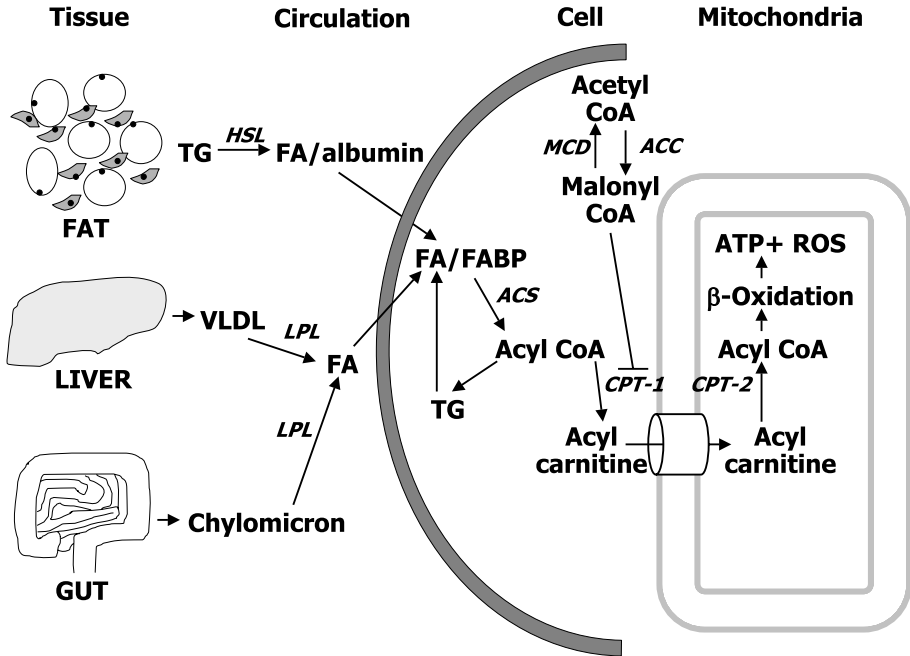 Tissue
Circulation
Cell
Mitochondria
Acetyl
CoA
MCD
ACC
Malonyl
CoA
TG
HSL
FA/albumin
FAT
FA/FABP
ACS
Acyl CoA
TG
VLDL
LPL
FA
LIVER
LPL
CPT-1
Acyl
carnitine
ATP+ ROS
β-Oxidation
Acyl CoA
CPT-2
Acyl
carnitine
Chylomicron
GUT